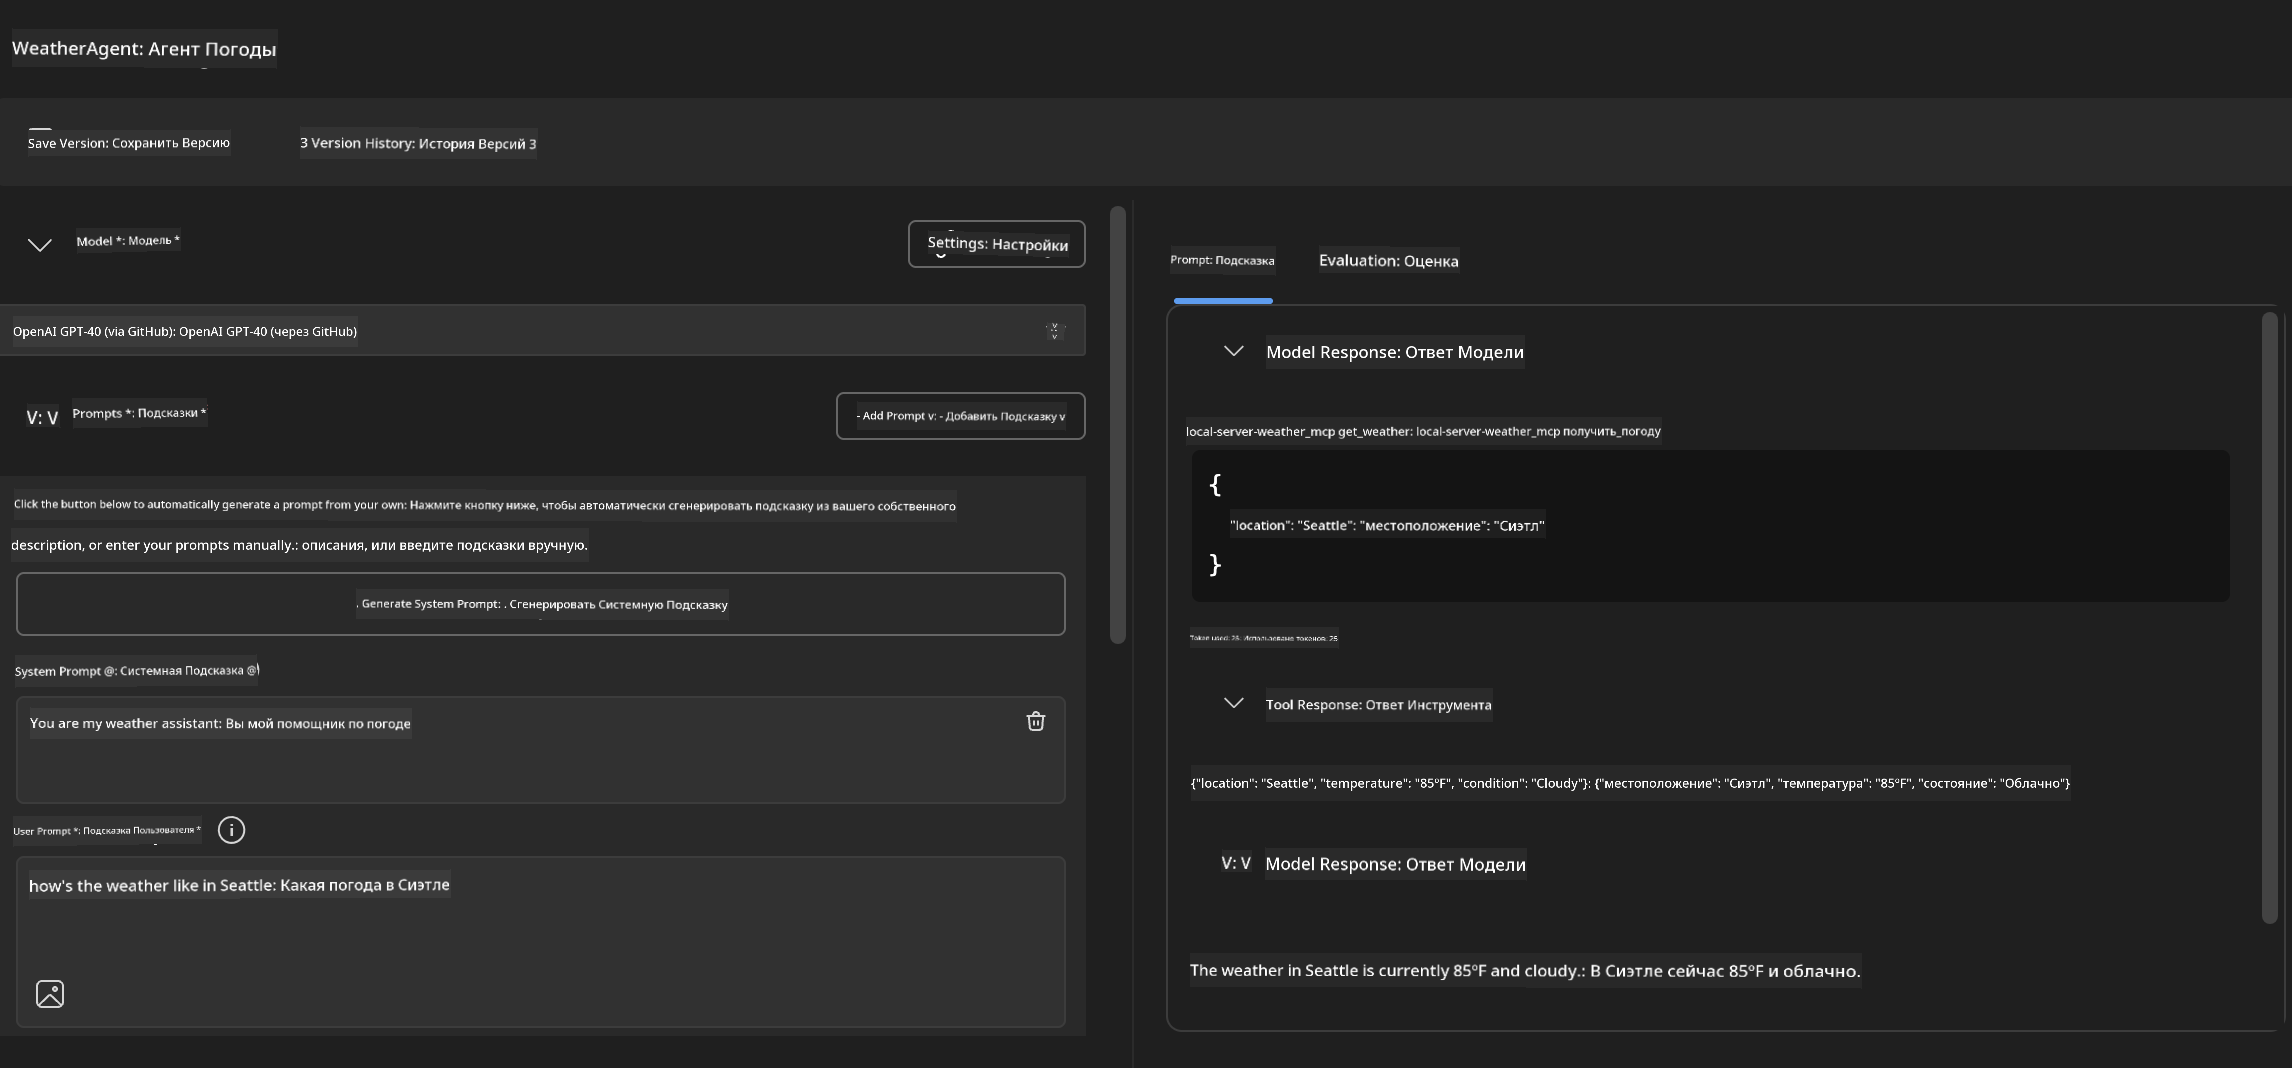 WeatherAgent: Агент Погоды
Save Version: Сохранить Версию
3 Version History: История Версий 3
Model *: Модель *
Settings: Настройки
OpenAI GPT-40 (via GitHub): OpenAI GPT-40 (через GitHub)
V: V
Prompts *: Подсказки *
- Add Prompt v: - Добавить Подсказку v
Click the button below to automatically generate a prompt from your own: Нажмите кнопку ниже, чтобы автоматически сгенерировать подсказку из вашего собственного
description, or enter your prompts manually.: описания, или введите подсказки вручную.
. Generate System Prompt: . Сгенерировать Системную Подсказку
System Prompt @: Системная Подсказка @
You are my weather assistant: Вы мой помощник по погоде
User Prompt *: Подсказка Пользователя *
how's the weather like in Seattle: Какая погода в Сиэтле
Prompt: Подсказка
Evaluation: Оценка
Model Response: Ответ Модели
local-server-weather_mcp get_weather: local-server-weather_mcp получить_погоду
{
"location": "Seattle": "местоположение": "Сиэтл"
}
Token used: 25: Использовано токенов: 25
Tool Response: Ответ Инструмента
{"location": "Seattle", "temperature": "85°F", "condition": "Cloudy"}: {"местоположение": "Сиэтл", "температура": "85°F", "состояние": "Облачно"}
V: V
Model Response: Ответ Модели
The weather in Seattle is currently 85°F and cloudy.: В Сиэтле сейчас 85°F и облачно.